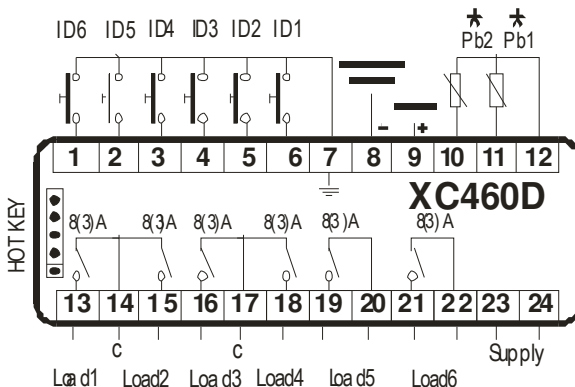 Pb2 Pb1
ID6 ID5 ID4 ID3 ID2 ID1
- +
1 2 3 4 5 6 7 8 9 10 11 12
XC460D
HOT KEY
8(3)A 8(3)A 8(3)A 8(3)A 8(3)A
13 14 15 16 17 18 19 20 21 22 23 24
c c Supply
Load1 Load2 Load3 Load4 Load5 Load6